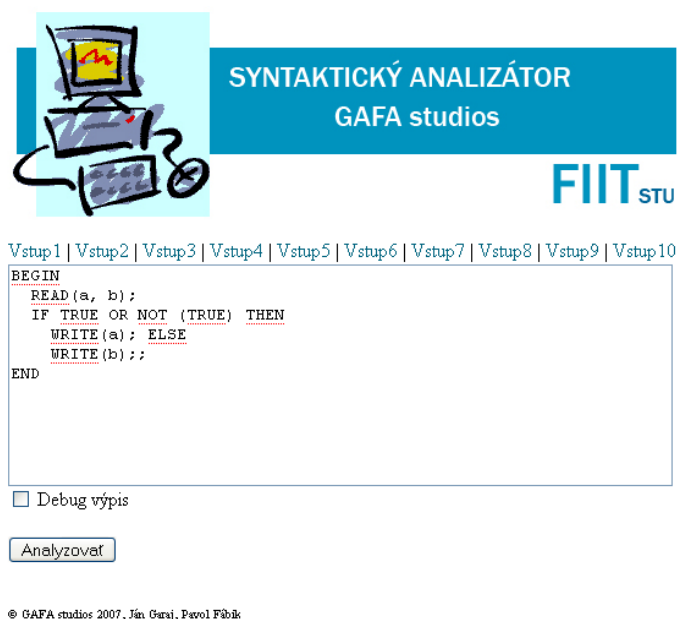 SYNTAKTICKÝ ANALIZÁTOR
GAFA studios
FIIT STU
Vstup1 | Vstup2 | Vstup3 | Vstup4 | Vstup5 | Vstup6 | Vstup7 | Vstup8 | Vstup9 | Vstup10
BEGIN
  READ(a, b);
  IF TRUE OR NOT (TRUE) THEN
    WRITE(a); ELSE
    WRITE(b);;
END
Debug výpis
Analyzovať
© GAFA studios 2007, Ján Garaj, Pavol Fábik